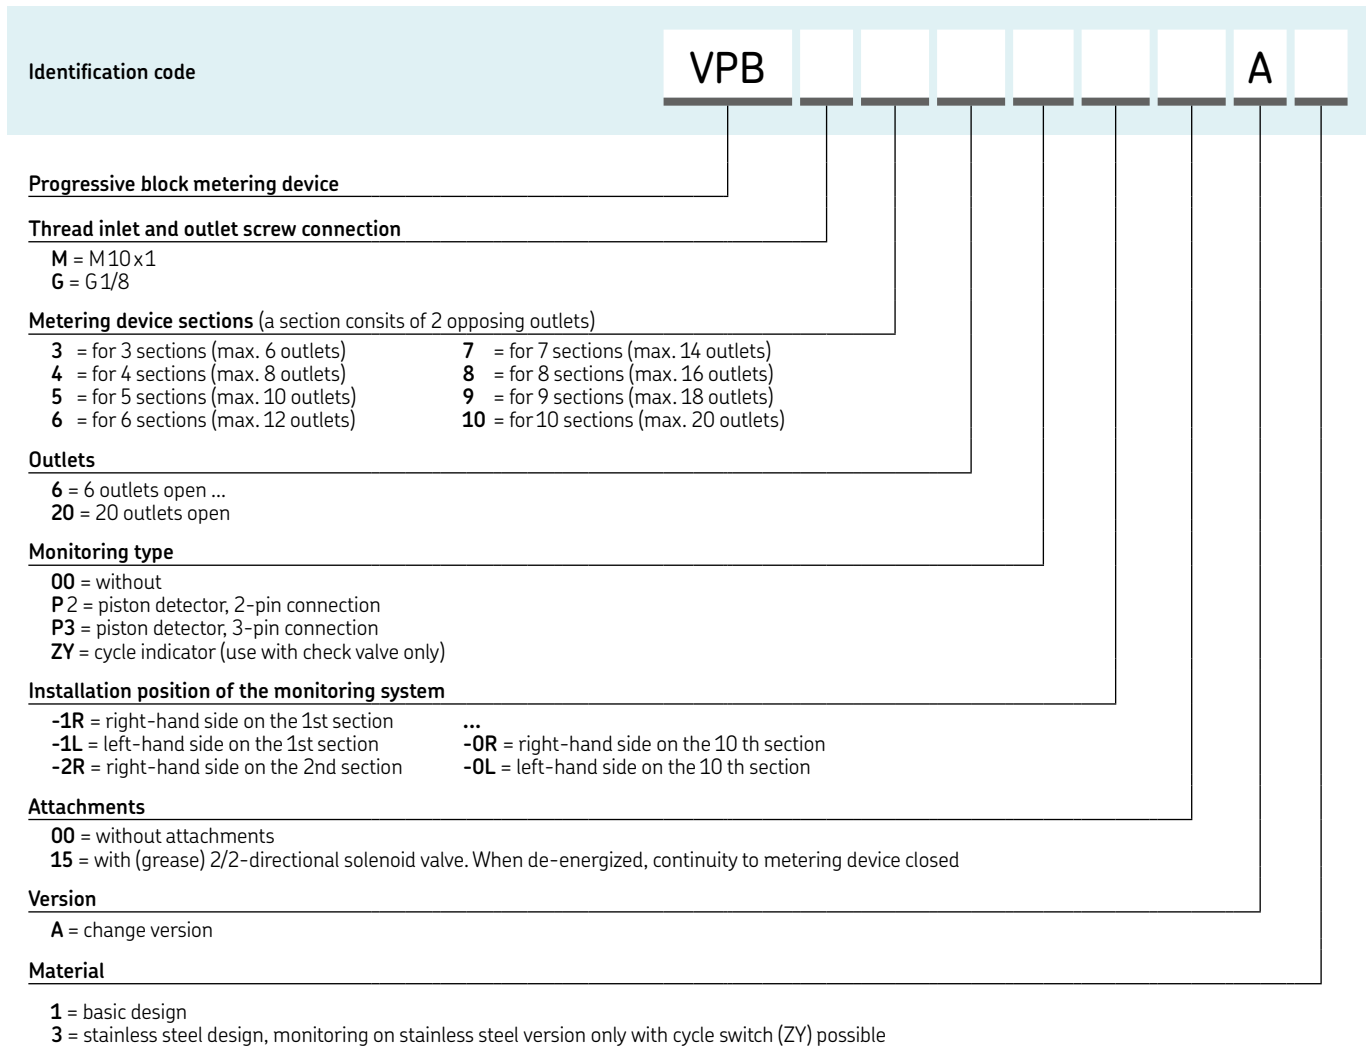 Identification code VPB A
Progressive block metering device
Thread inlet and outlet screw connection
M = M10x1
G = G1/8
Metering device sections (a section consits of 2 opposing outlets)
3 = for 3 sections (max. 6 outlets) 7 = for 7 sections (max. 14 outlets)
4 = for 4 sections (max. 8 outlets) 8 = for 8 sections (max. 16 outlets)
5 = for 5 sections (max. 10 outlets) 9 = for 9 sections (max. 18 outlets)
6 = for 6 sections (max. 12 outlets) 10 = for 10 sections (max. 20 outlets)
Outlets
6 = 6 outlets open ...
20 = 20 outlets open
Monitoring type
00 = without
P2 = piston detector, 2-pin connection
P3 = piston detector, 3-pin connection
ZY = cycle indicator (use with check valve only)
Installation position of the monitoring system
-1R = right-hand side on the 1st section ...
-1L = left-hand side on the 1st section -0R = right-hand side on the 10 th section
-2R = right-hand side on the 2nd section -0L = left-hand side on the 10 th section
Attachments
00 = without attachments
15 = with (grease) 2/2-directional solenoid valve. When de-energized, continuity to metering device closed
Version
A = change version
Material
1 = basic design
3 = stainless steel design, monitoring on stainless steel version only with cycle switch (ZY) possible